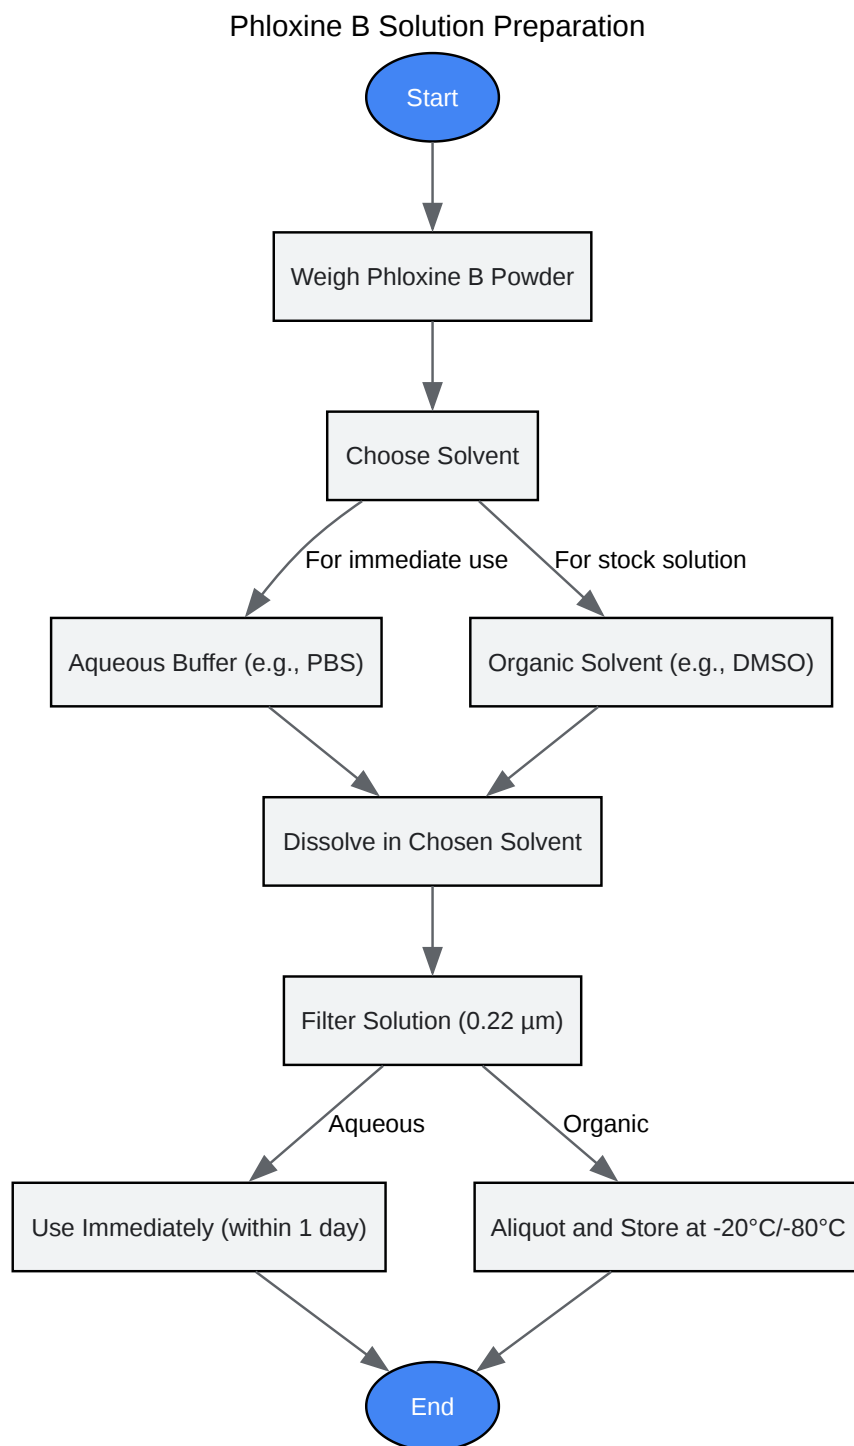 Phloxine B Solution Preparation
Start
Weigh Phloxine B Powder
Choose Solvent
For immediate use
For stock solution
Aqueous Buffer (e.g., PBS)
Organic Solvent (e.g., DMSO)
Dissolve in Chosen Solvent
Filter Solution (0.22 µm)
Aqueous
Organic
Use Immediately (within 1 day)
Aliquot and Store at -20°C/-80°C
End